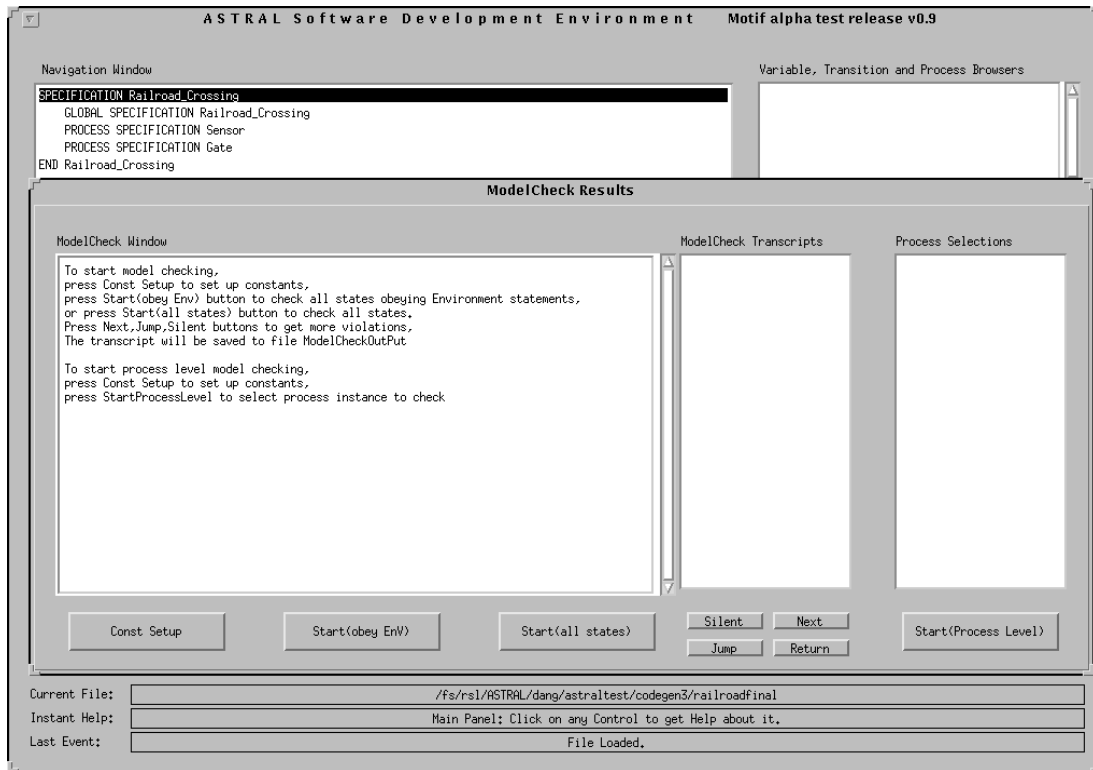 ASTRAL Software Development Environment Motif alpha test release v0.9
Navigation Window
Variable, Transition and Process Browsers
SPECIFICATION Railroad_Crossing
GLOBAL SPECIFICATION Railroad_Crossing
PROCESS SPECIFICATION Sensor
PROCESS SPECIFICATION Gate
END Railroad_Crossing
ModelCheck Results
ModelCheck Window
ModelCheck Transcripts
Process Selections
To start model checking,
press Const Setup to set up constants,
press Start(obey Env) button to check all states obeying Environment statements,
or press Start(all states) button to check all states.
Press Next,Jump,Silent buttons to get more violations,
The transcript will be saved to file ModelCheckOutPut
To start process level model checking,
press Const Setup to set up constants,
press StartProcessLevel to select process instance to check
Const Setup
Start(obey EnV)
Start(all states)
Silent
Next
Jump
Return
Start(Process Level)
Current File: /fs/rsl/ASTRAL/dang/astraltest/codegen3/railroadfinal
Instant Help: Main Panel: Click on any Control to get Help about it.
Last Event: File Loaded.